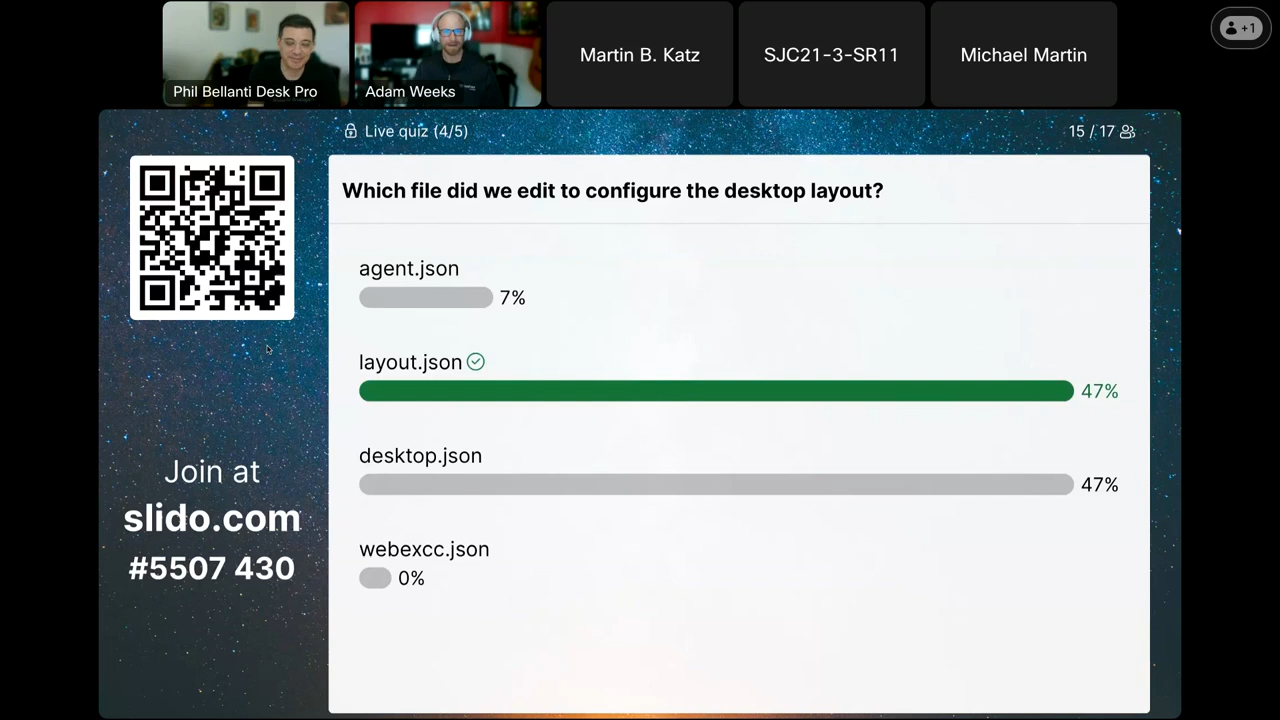 Phil Bellanti Desk Pro
Adam Weeks
Martin B. Katz
SJC21-3-SR11
Michael Martin
+1
Live quiz (4/5)
15 / 17
Which file did we edit to configure the desktop layout?
agent.json
7%
layout.json
47%
desktop.json
47%
webexcc.json
0%
Join at
slido.com
#5507 430